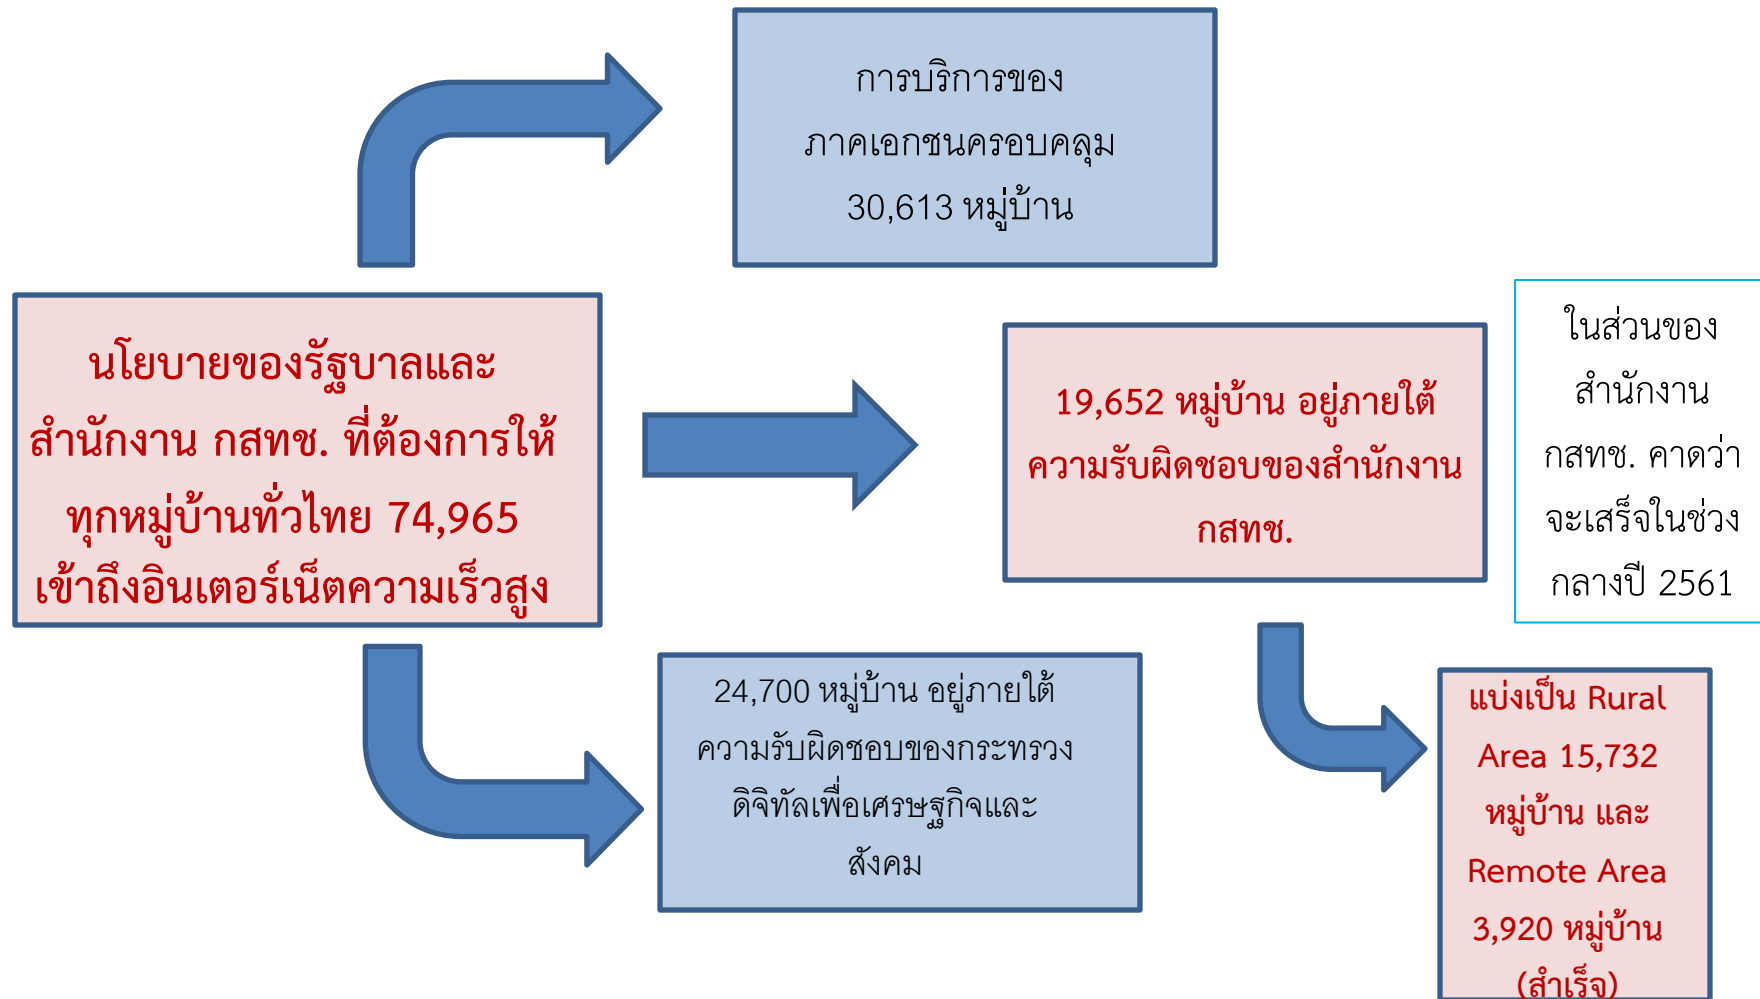 การบริการของ
ภาคเอกชนครอบคลุม
30,613 หมู่บ้าน
นโยบายของรัฐบาลและ
สำนักงาน กสทช. ที่ต้องการให้
ทุกหมู่บ้านทั่วไทย 74,965
เข้าถึงอินเตอร์เน็ตความเร็วสูง
19,652 หมู่บ้าน อยู่ภายใต้
ความรับผิดชอบของสำนักงาน
กสทช.
ในส่วนของ
สำนักงาน
กสทช. คาดว่า
จะเสร็จในช่วง
กลางปี 2561
24,700 หมู่บ้าน อยู่ภายใต้
ความรับผิดชอบของกระทรวง
ดิจิทัลเพื่อเศรษฐกิจและ
สังคม
แบ่งเป็น Rural
Area 15,732
หมู่บ้าน และ
Remote Area
3,920 หมู่บ้าน
(สำเร็จ)